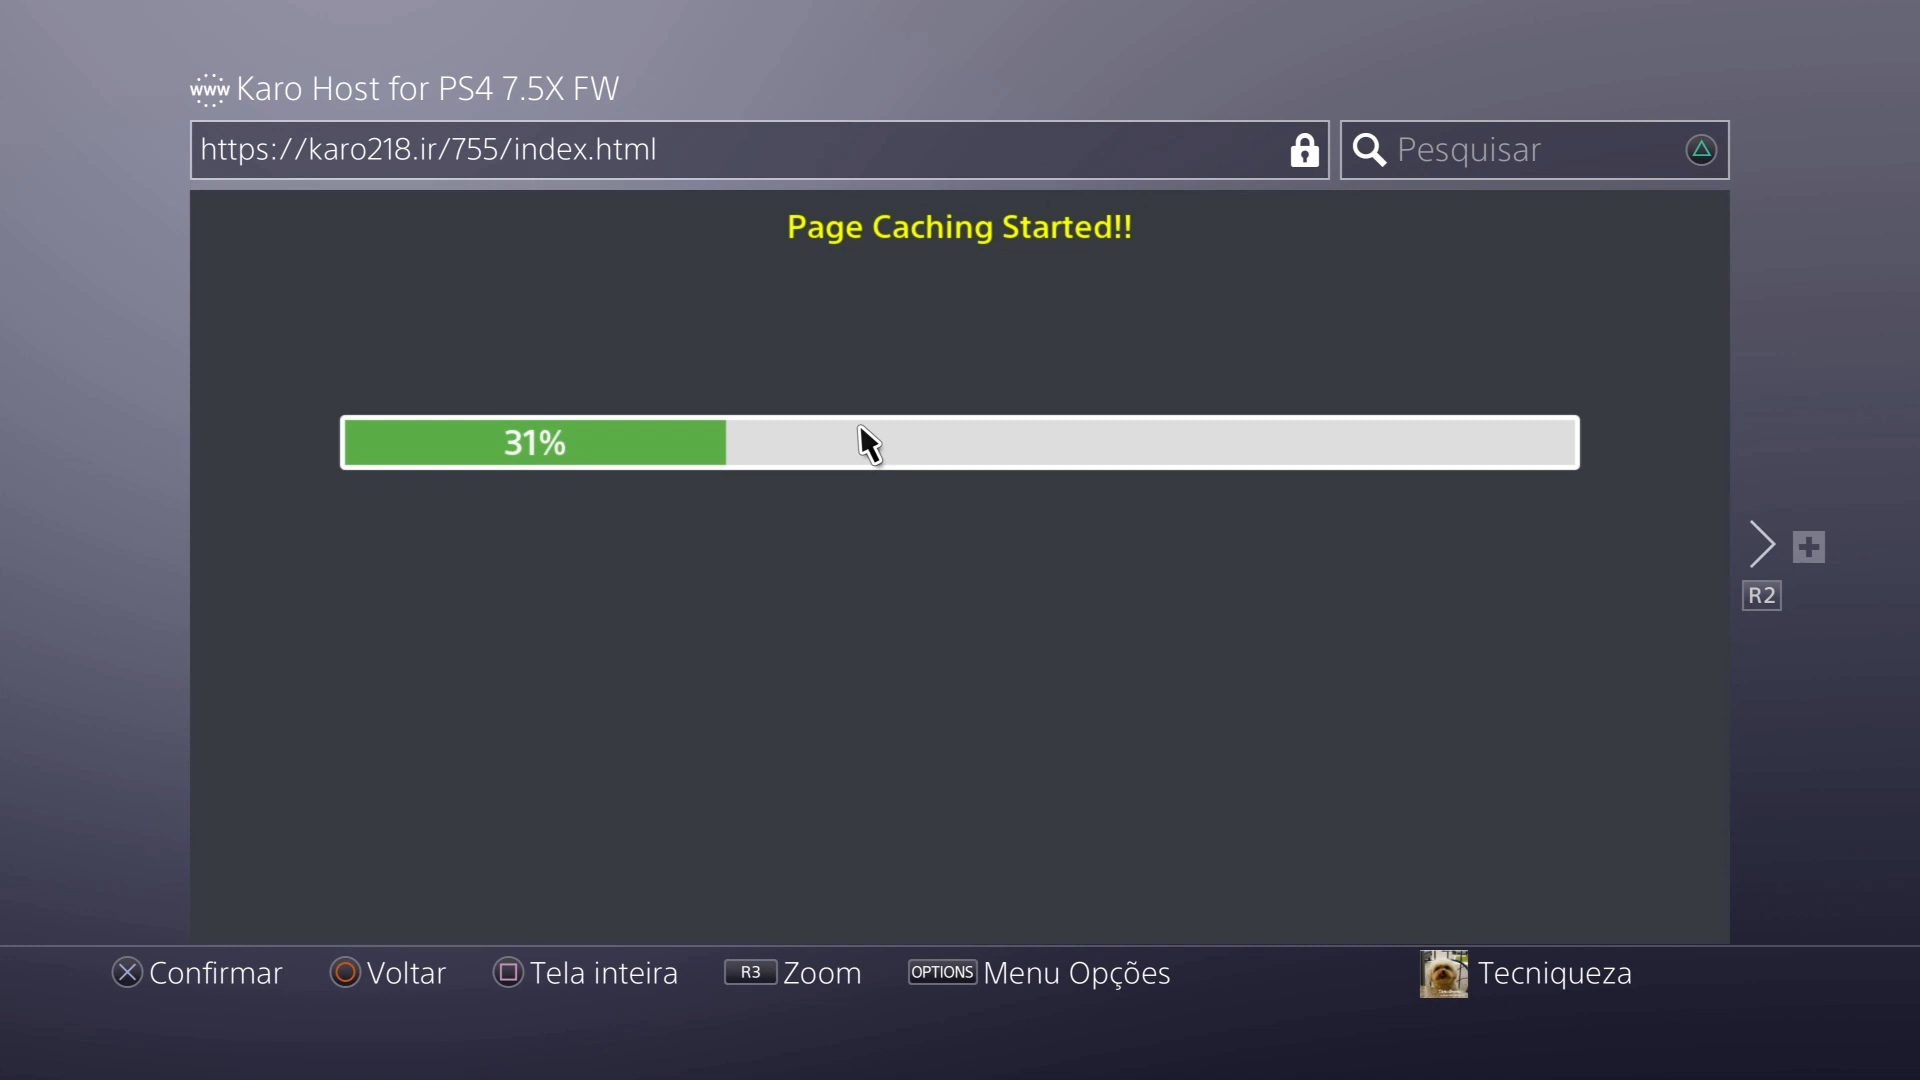 www Karo Host for PS4 7.5X FW
https://karo218.ir/755/index.html
Pesquisar
Page Caching Started!!
31%
R2
Confirmar Voltar Tela inteira R3 Zoom OPTIONS Menu Opções Tecniqueza